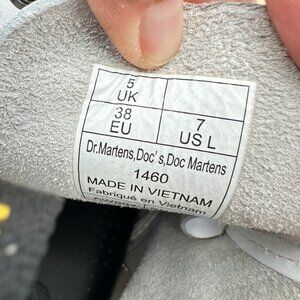 5
UK
38
EU
7
US L
Dr.Martens,Doc's,Doc Martens
1460
MADE IN VIETNAM
Fabriqué en Vietnam